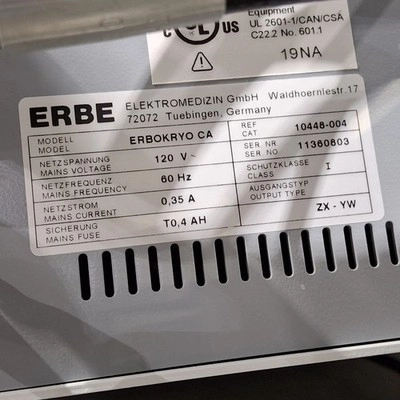 C UL US
Equipment
UL 2601-1/CAN/CSA
C22.2 No. 601.1
19NA
ERBE ELEKTROMEDIZIN GmbH Waldhoernlestr.17
72072 Tuebingen, Germany
MODELL
MODEL ERBOKRYO CA
REF
CAT. 10448-004
NETZSPANNUNG
MAINS VOLTAGE 120 V~
SER NR
SER NO 11360803
NETZFREQUENZ
MAINS FREQUENCY 60 Hz
SCHUTZKLASSE
CLASS I
NETZSTROM
MAINS CURRENT 0,35 A
AUSGANGSTYP
OUTPUT TYPE ZX - YW
SICHERUNG
MAINS FUSE T0,4 AH